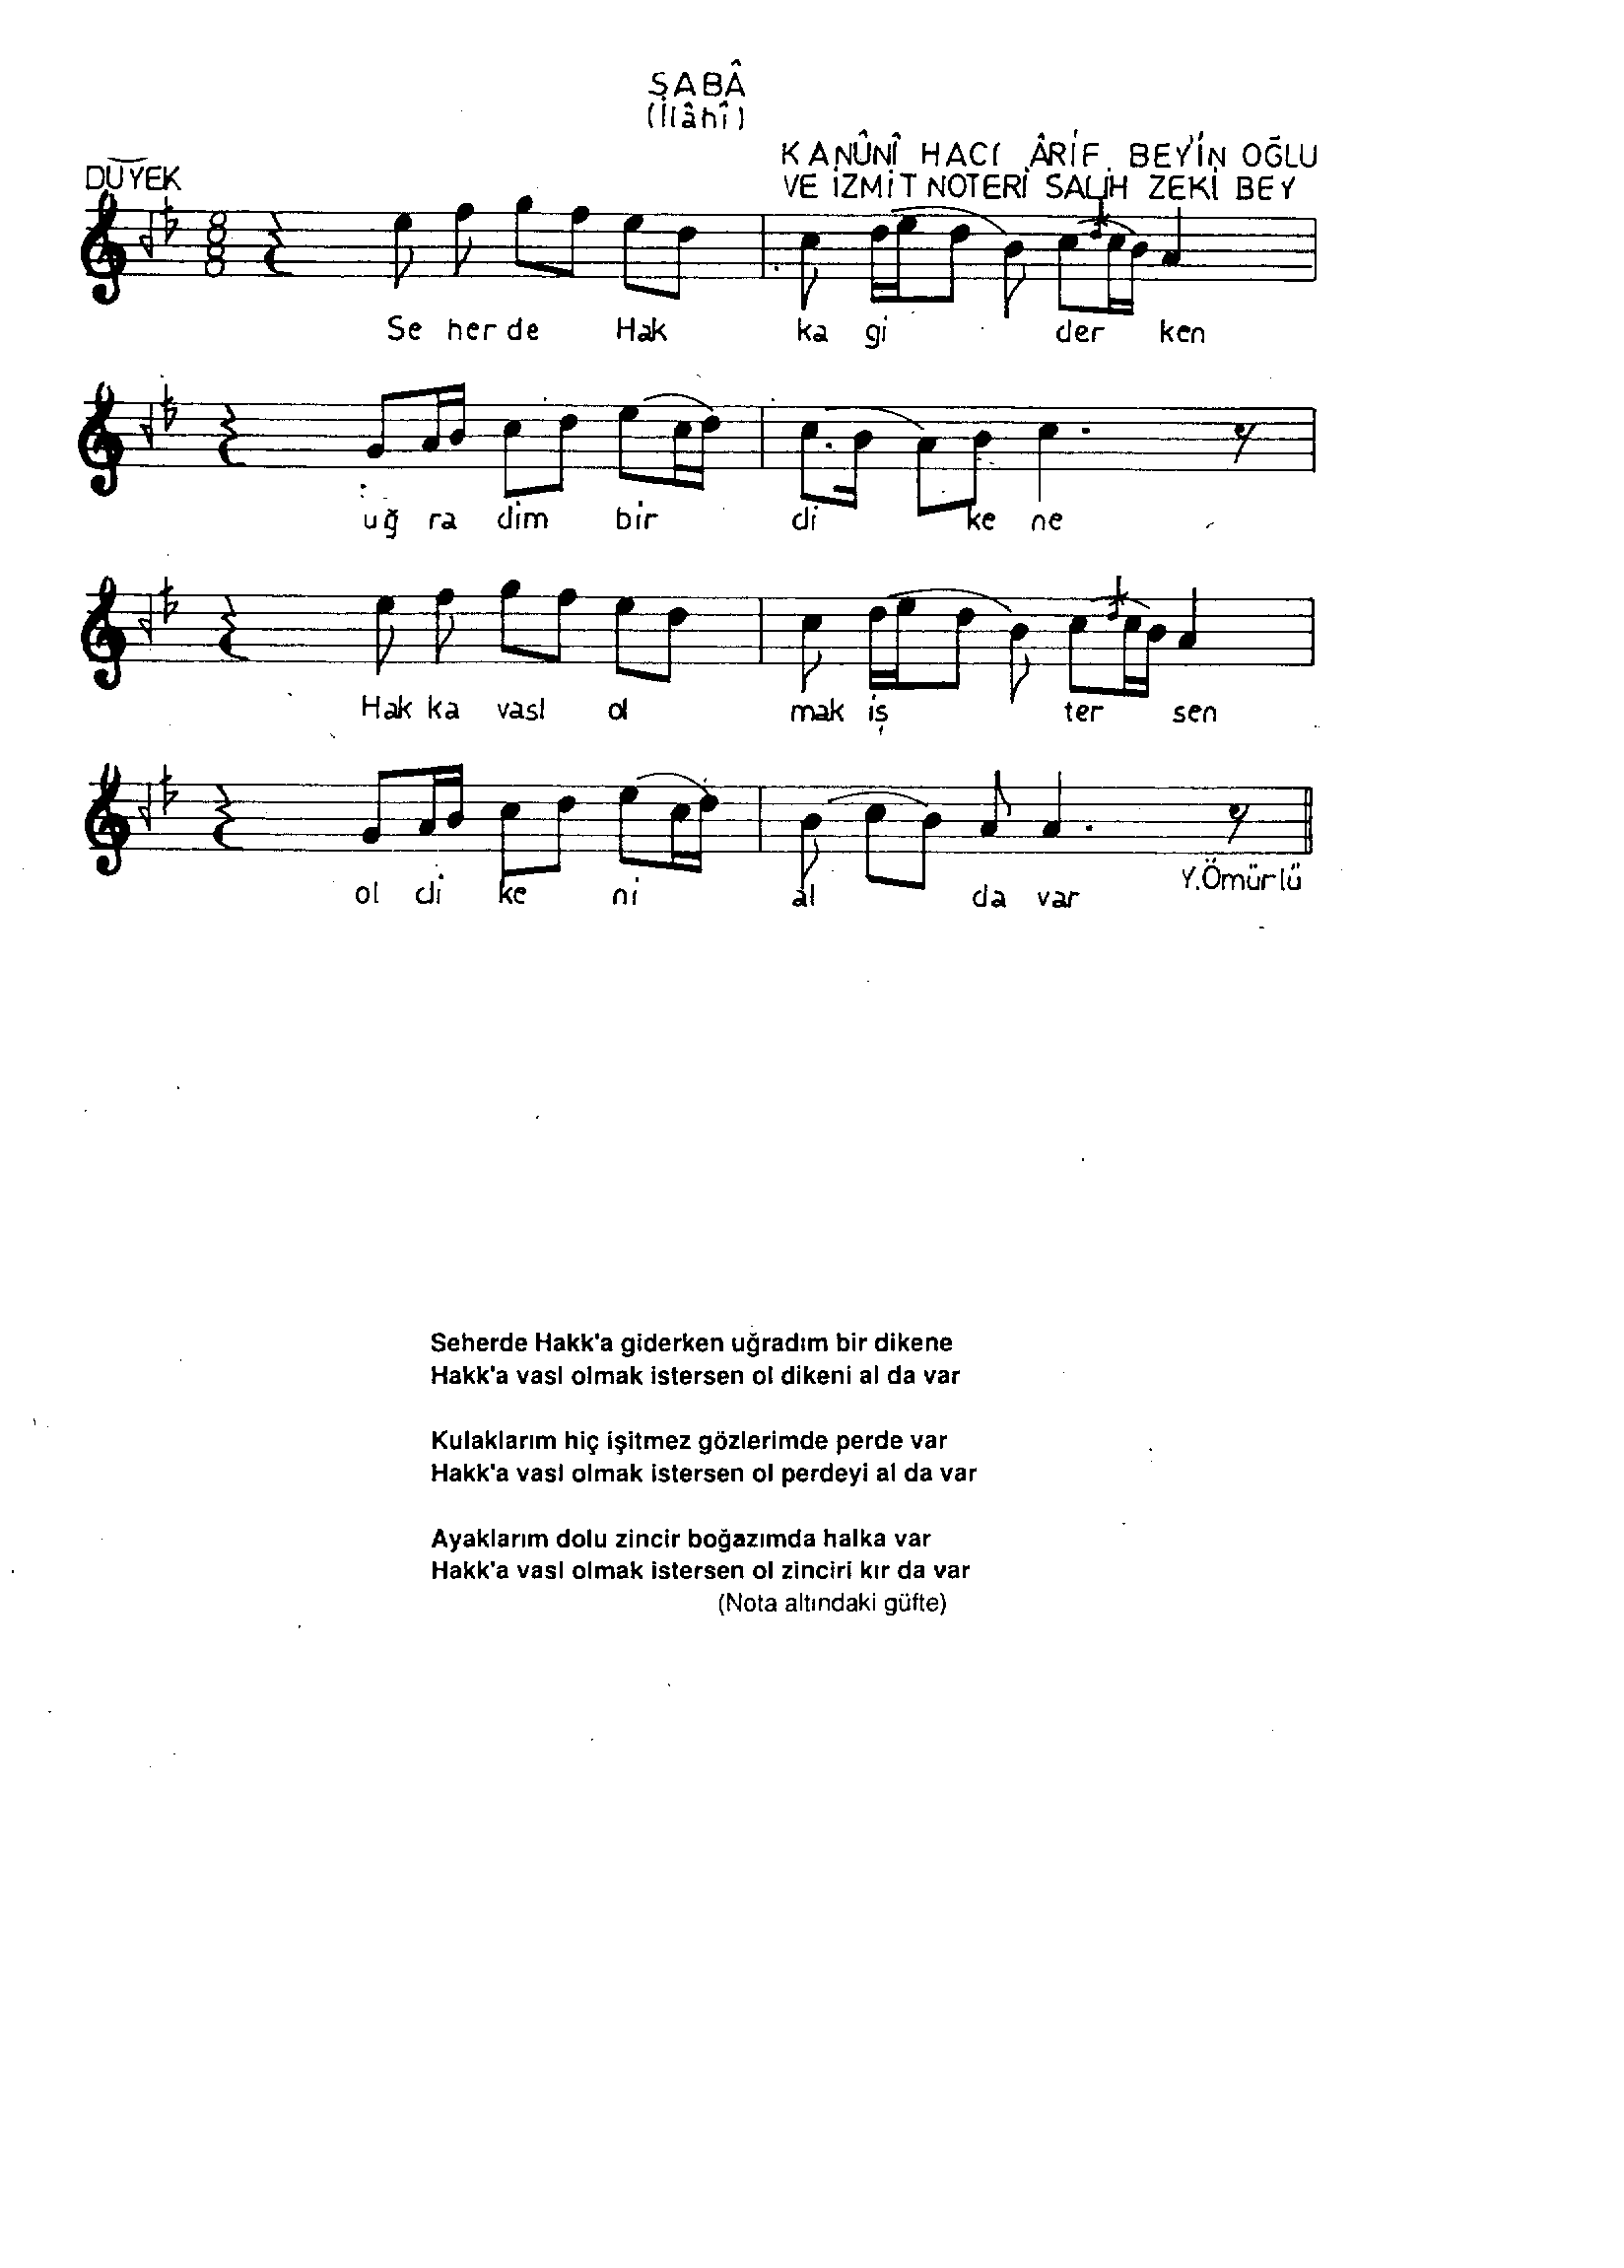 SABÂ
(İlâhî)
KANÛNÎ HACI ÂRİF BEY'İN OĞLU
DÜYEK
VE İZMİT NOTERİ SALİH ZEKİ BEY
Se her de Hak ka gi der ken
uğ ra dim bir di ke ne
Hak ka vasl ol mak iş ter sen
ol di ke ni al da var
Y.Ömürlü
Seherde Hakk'a giderken uğradım bir dikene
Hakk'a vasl olmak istersen ol dikeni al da var
Kulaklarım hiç işitmez gözlerimde perde var
Hakk'a vasl olmak istersen ol perdeyi al da var
Ayaklarım dolu zincir boğazımda halka var
Hakk'a vasl olmak istersen ol zinciri kır da var
(Nota altındaki güfte)